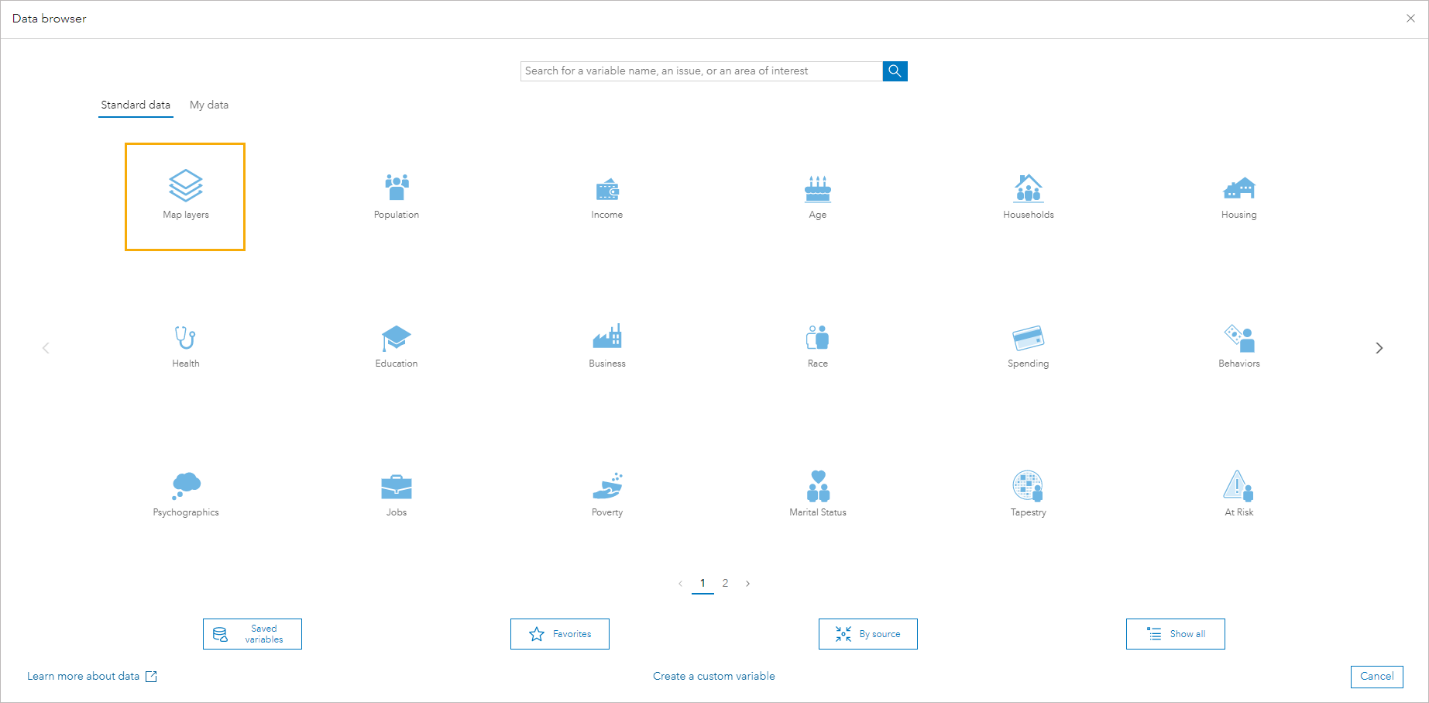 Data browser
Search for a variable name, an issue, or an area of interest
Standard data
My data
Map layers
Population
Income
Age
Households
Housing
Health
Education
Business
Race
Spending
Behaviors
Psychographics
Jobs
Poverty
Marital Status
Tapestry
At Risk
1
2
Saved
variables
Favorites
By source
Show all
Learn more about data
Create a custom variable
Cancel